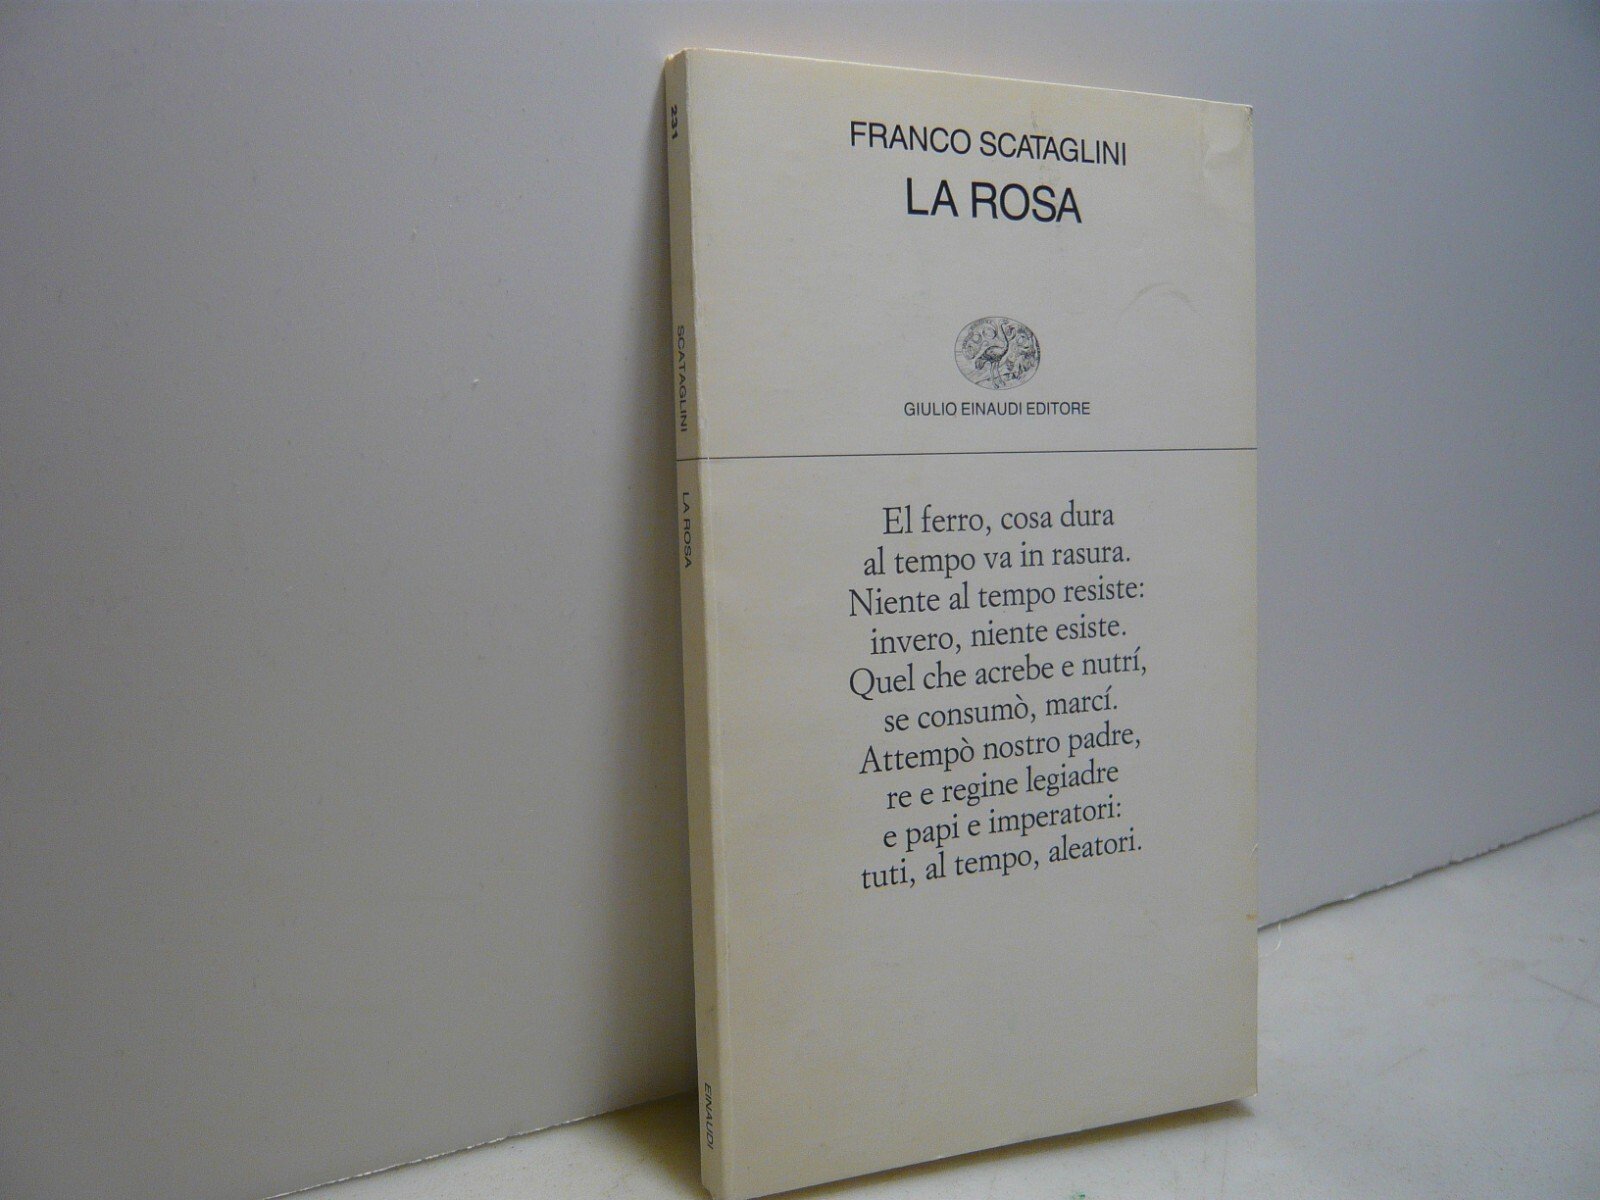 231
SCATAGLINI
LA ROSA
EINAUDI
FRANCO SCATAGLINI
LA ROSA
GIULIO EINAUDI EDITORE
El ferro, cosa dura
al tempo va in rasura.
Niente al tempo resiste:
invero, niente esiste.
Quel che acrebe e nutrí,
se consumò, marcí.
Attempò nostro padre,
re e regine legiadre
e papi e imperatori:
tuti, al tempo, aleatori.